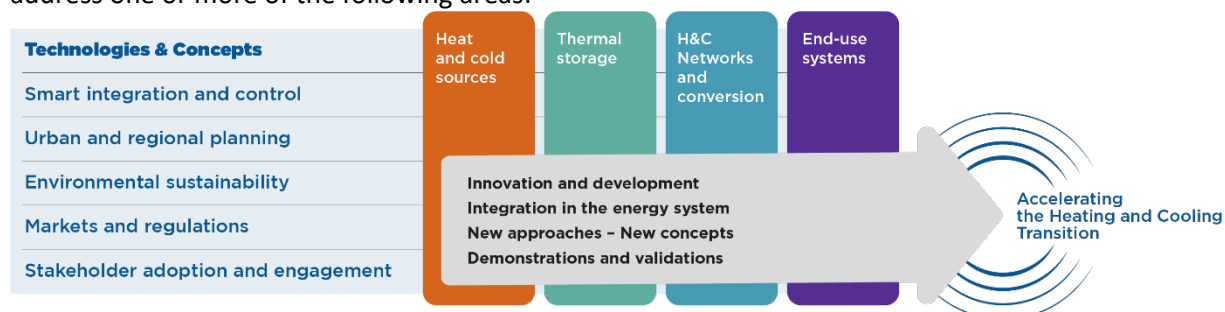 address one or more of the following areas:
Technologies & Concepts
Smart integration and control
Urban and regional planning
Environmental sustainability
Markets and regulations
Stakeholder adoption and engagement
Heat
and cold
sources
Thermal
storage
H&C
Networks
and
conversion
End-use
systems
Innovation and development
Integration in the energy system
New approaches – New concepts
Demonstrations and validations
Accelerating
the Heating and Cooling
Transition